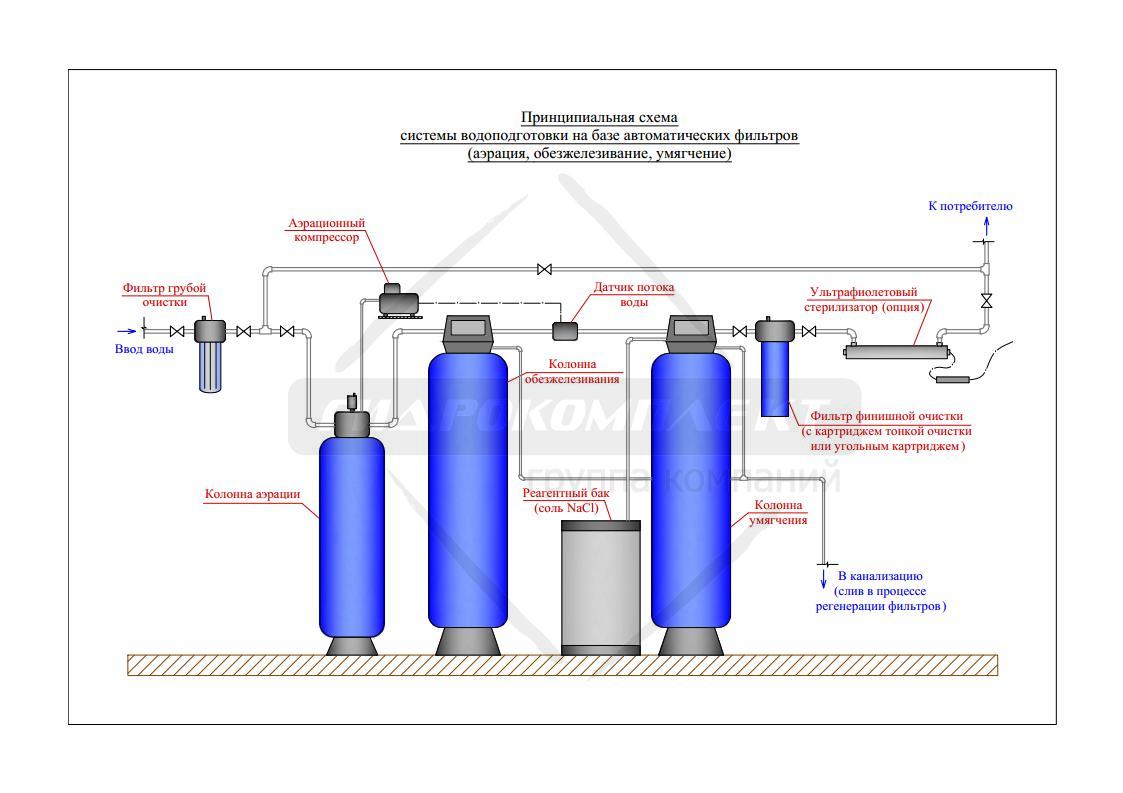 Принципиальная схема
системы водоподготовки на базе автоматических фильтров
(аэрация, обезжелезивание, умягчение)
К потребителю
Аэрационный
компрессор
Фильтр грубой
очистки
Датчик потока
воды
Ультрафиолетовый
стерилизатор (опция)
Ввод воды
Колонна
обезжелезивания
ГИДРОКОМПЛЕКТ
группа компаний
Фильтр финишной очистки
(с картриджем тонкой очистки
или угольным картриджем)
Колонна аэрации
Реагентный бак
(соль NaCl)
Колонна
умягчения
В канализацию
(слив в процессе
регенерации фильтров)